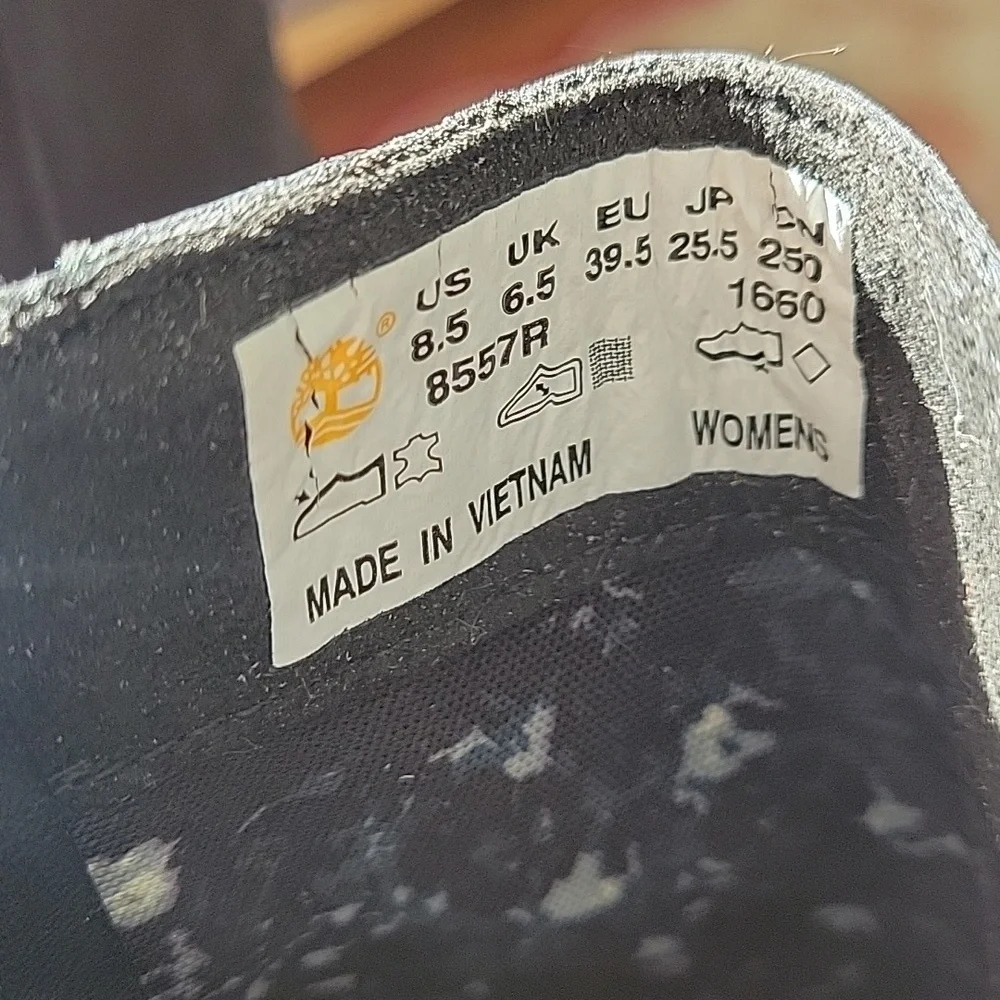 US UK EU JP CN
8.5 6.5 39.5 25.5 250
8557R 1660
®
WOMENS
MADE IN VIETNAM